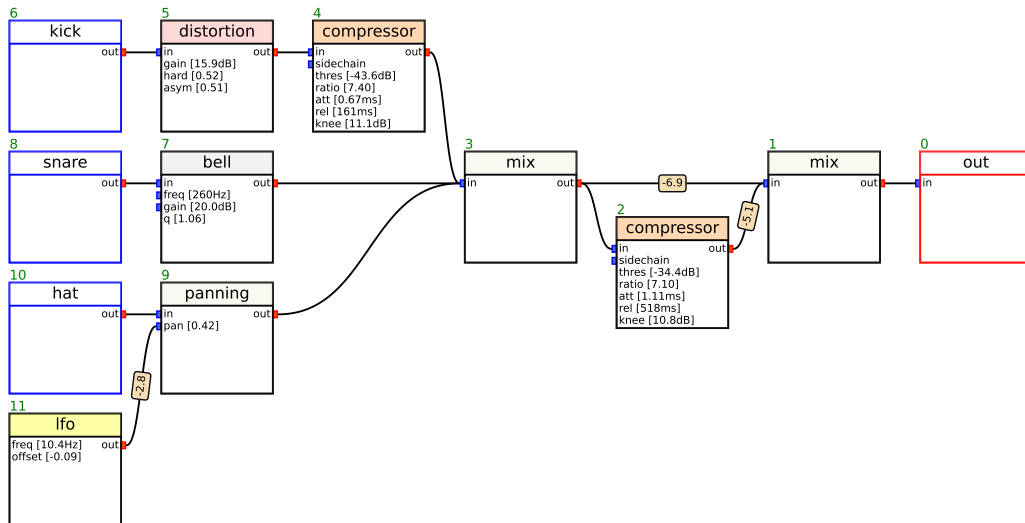 6
kick
out
5
distortion
in out
gain [15.9dB]
hard [0.52]
asym [0.51]
4
compressor
in out
sidechain
thres [-43.6dB]
ratio [7.40]
att [0.67ms]
rel [161ms]
knee [11.1dB]
8
snare
out
7
bell
in out
freq [260Hz]
gain [20.0dB]
q [1.06]
3
mix
in out
-6.9
1
mix
in out
0
out
in
2
compressor
in out
sidechain
thres [-34.4dB]
ratio [7.10]
att [1.11ms]
rel [518ms]
knee [10.8dB]
-5.1
10
hat
out
9
panning
in out
pan [0.42]
-2.8
11
lfo
freq [10.4Hz] out
offset [-0.09]